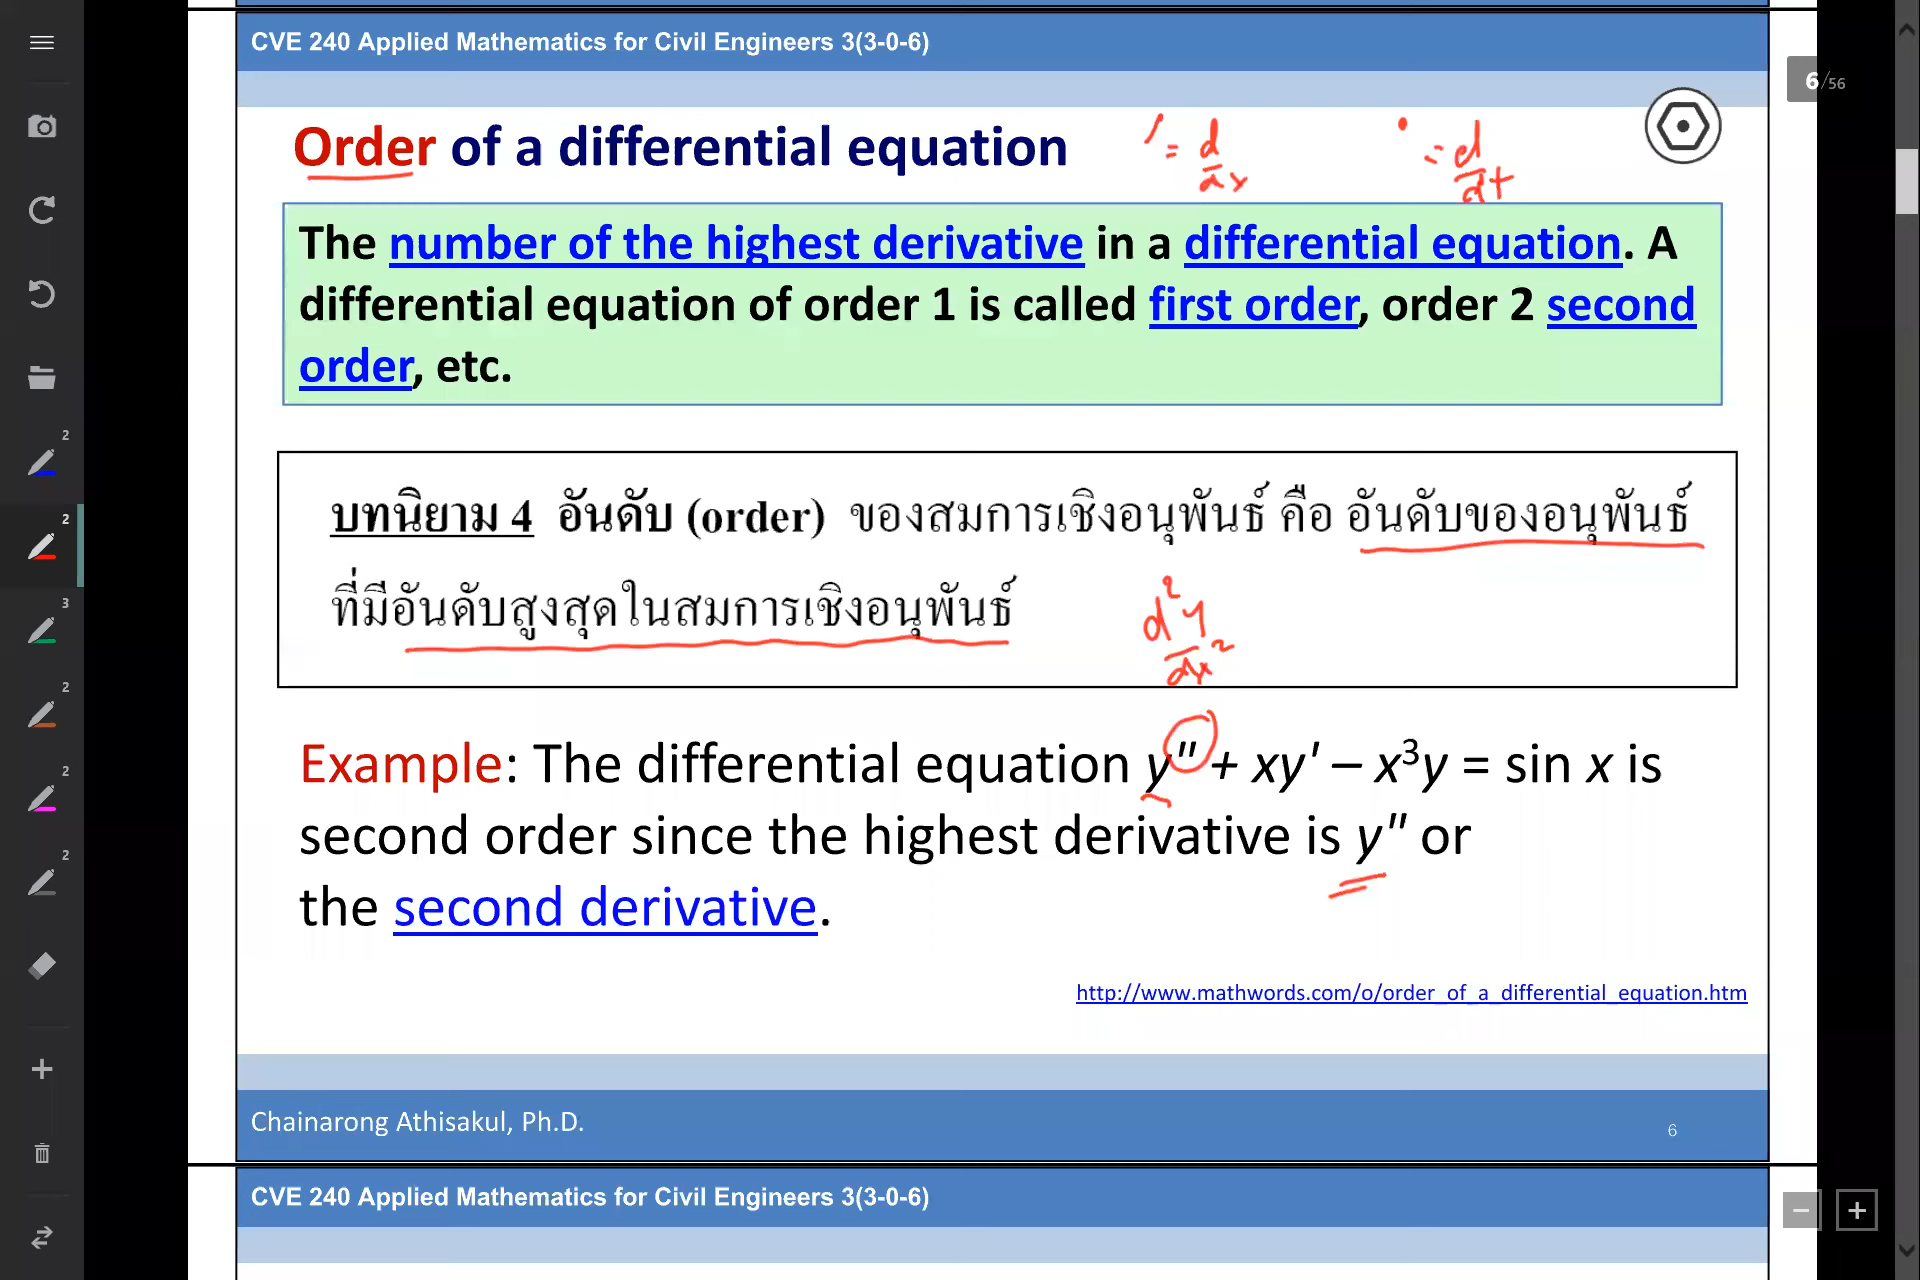 CVE 240 Applied Mathematics for Civil Engineers 3(3-0-6)
6/56
Order of a differential equation
′ = d/dx
• = d/dt
The number of the highest derivative in a differential equation. A
differential equation of order 1 is called first order, order 2 second
order, etc.
บทนิยาม 4 อันดับ (order) ของสมการเชิงอนุพันธ์ คือ อันดับของอนุพันธ์
ที่มีอันดับสูงสุดในสมการเชิงอนุพันธ์
d²y/dx²
Example: The differential equation y" + xy' – x³y = sin x is
second order since the highest derivative is y" or
the second derivative.
http://www.mathwords.com/o/order_of_a_differential_equation.htm
Chainarong Athisakul, Ph.D.
6
CVE 240 Applied Mathematics for Civil Engineers 3(3-0-6)
2
2
3
2
2
2